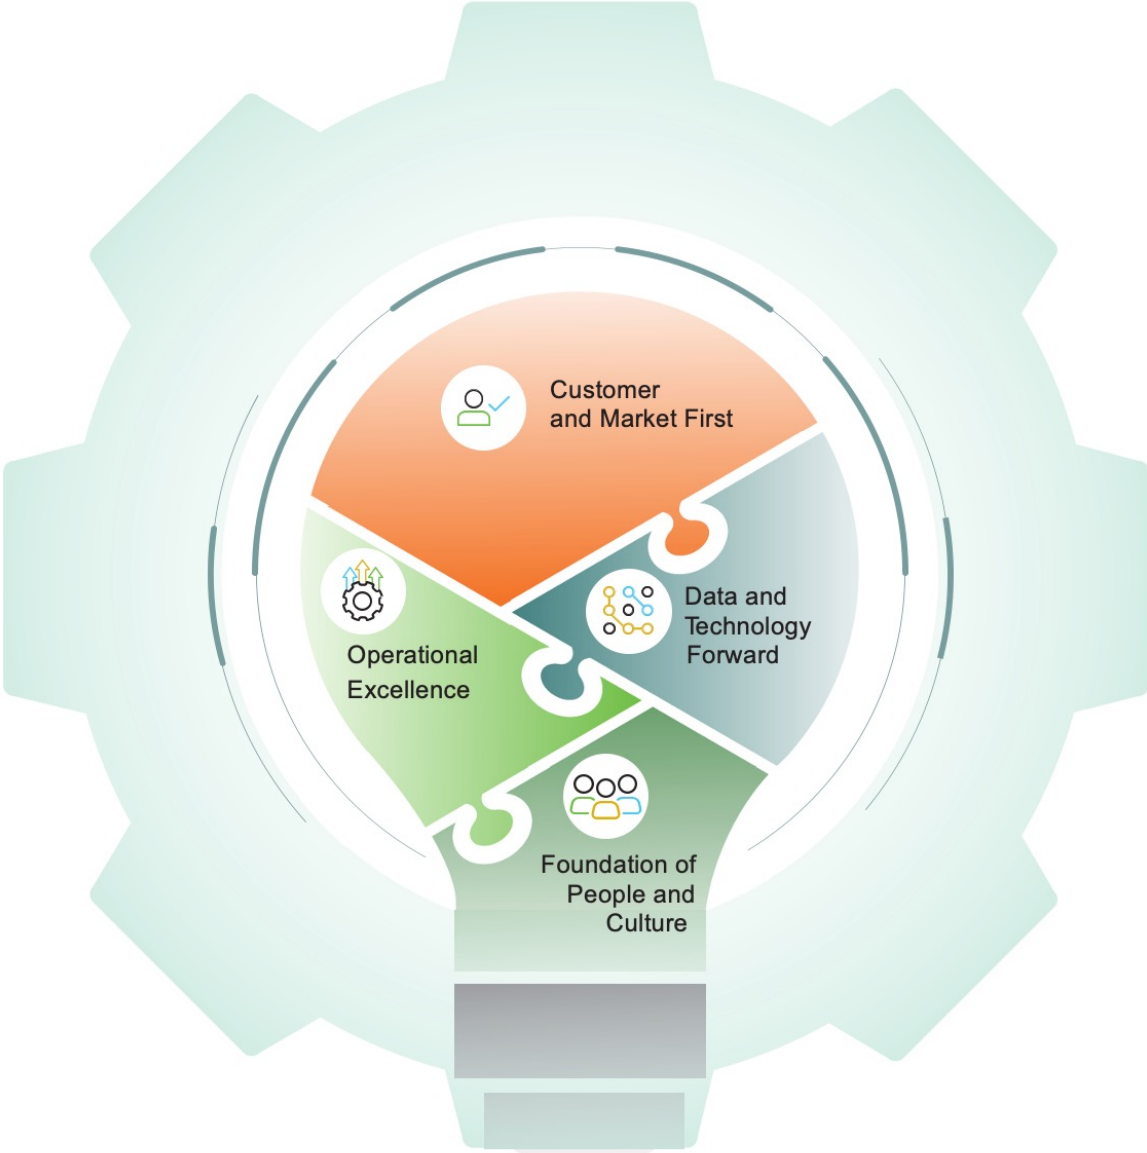 Customer
and Market First
Data and
Technology
Forward
Operational
Excellence
Foundation of
People and
Culture